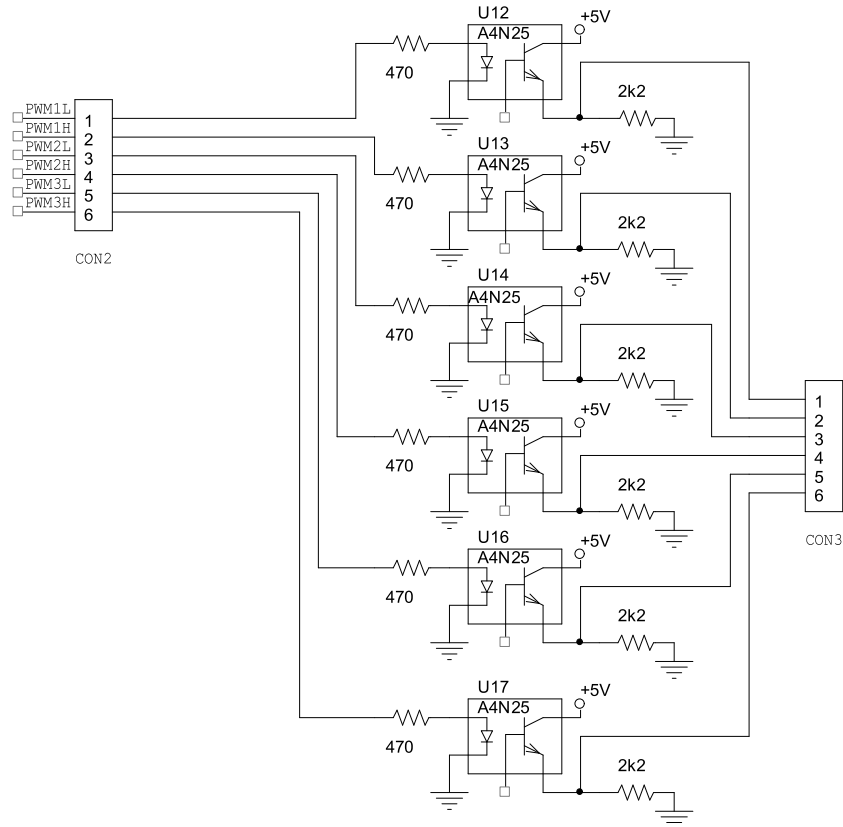 U12
+5V
A4N25
470
2k2
PWM1L
PWM1H
PWM2L
PWM2H
PWM3L
PWM3H
1
2
3
4
5
6
CON2
U13
+5V
A4N25
470
2k2
U14
+5V
A4N25
470
2k2
U15
+5V
A4N25
470
2k2
1
2
3
4
5
6
CON3
U16
+5V
A4N25
470
2k2
U17
+5V
A4N25
470
2k2